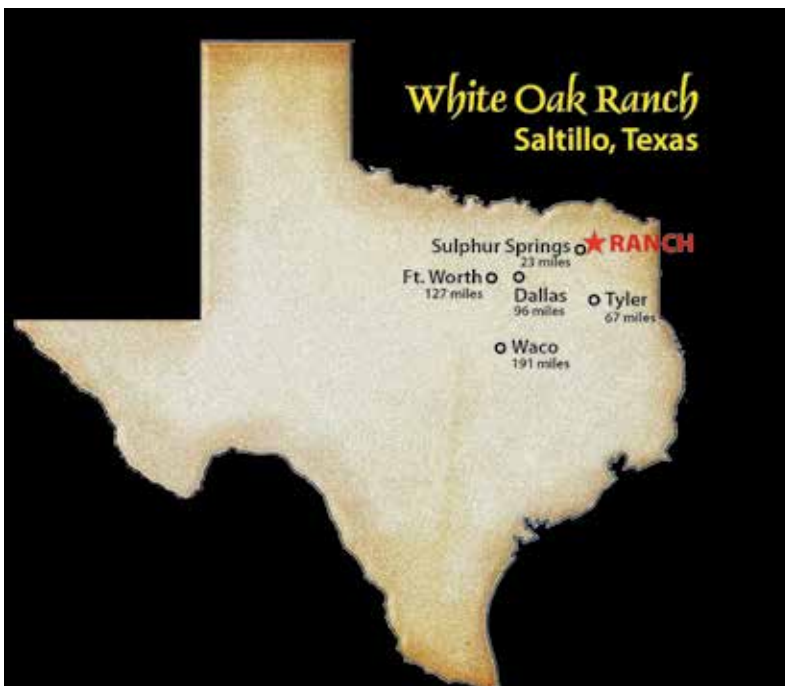 White Oak Ranch
Saltillo, Texas
Sulphur Springs
23 miles
RANCH
Ft. Worth
127 miles
Dallas
96 miles
Tyler
67 miles
Waco
191 miles